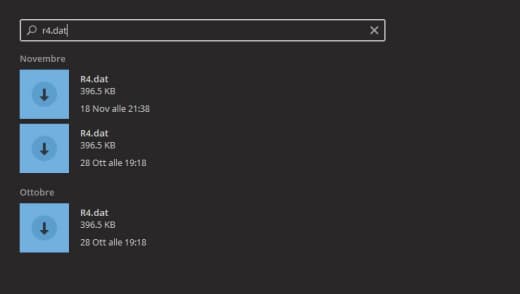 r4.dat
Novembre
R4.dat
396.5 KB
18 Nov alle 21:38
R4.dat
396.5 KB
28 Ott alle 19:18
Ottobre
R4.dat
396.5 KB
28 Ott alle 19:18